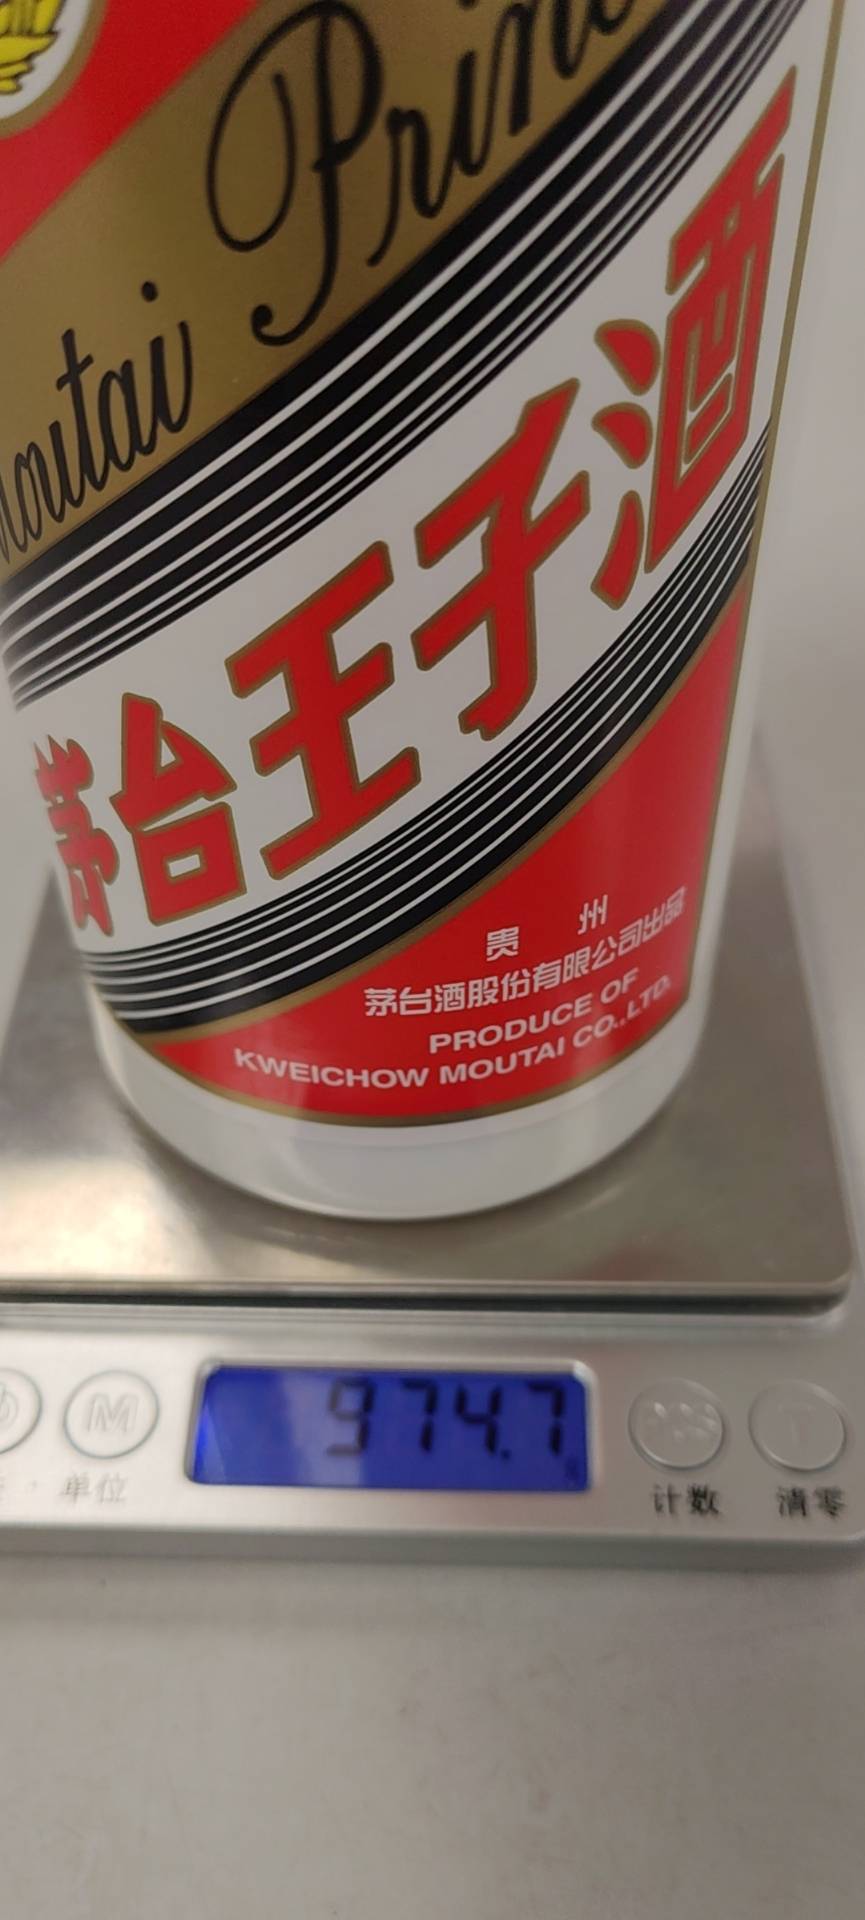 Moutai Prin
茅台王子酒
贵 州
茅台酒股份有限公司出品
PRODUCE OF
KWEICHOW MOUTAI CO.,LTD.
974.7
M
T
单位
计数
清零